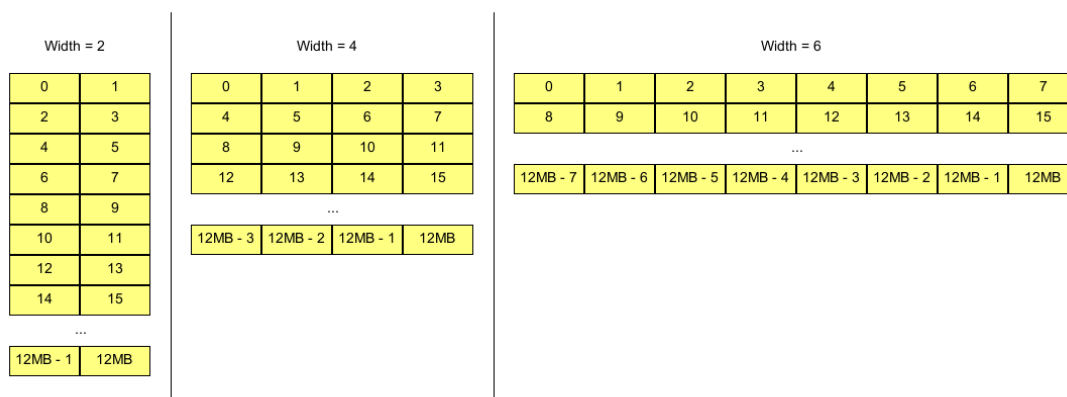 Width = 2
0 1
2 3
4 5
6 7
8 9
10 11
12 13
14 15
...
12MB - 1 12MB
Width = 4
0 1 2 3
4 5 6 7
8 9 10 11
12 13 14 15
...
12MB - 3 12MB - 2 12MB - 1 12MB
Width = 6
0 1 2 3 4 5 6 7
8 9 10 11 12 13 14 15
...
12MB - 7 12MB - 6 12MB - 5 12MB - 4 12MB - 3 12MB - 2 12MB - 1 12MB